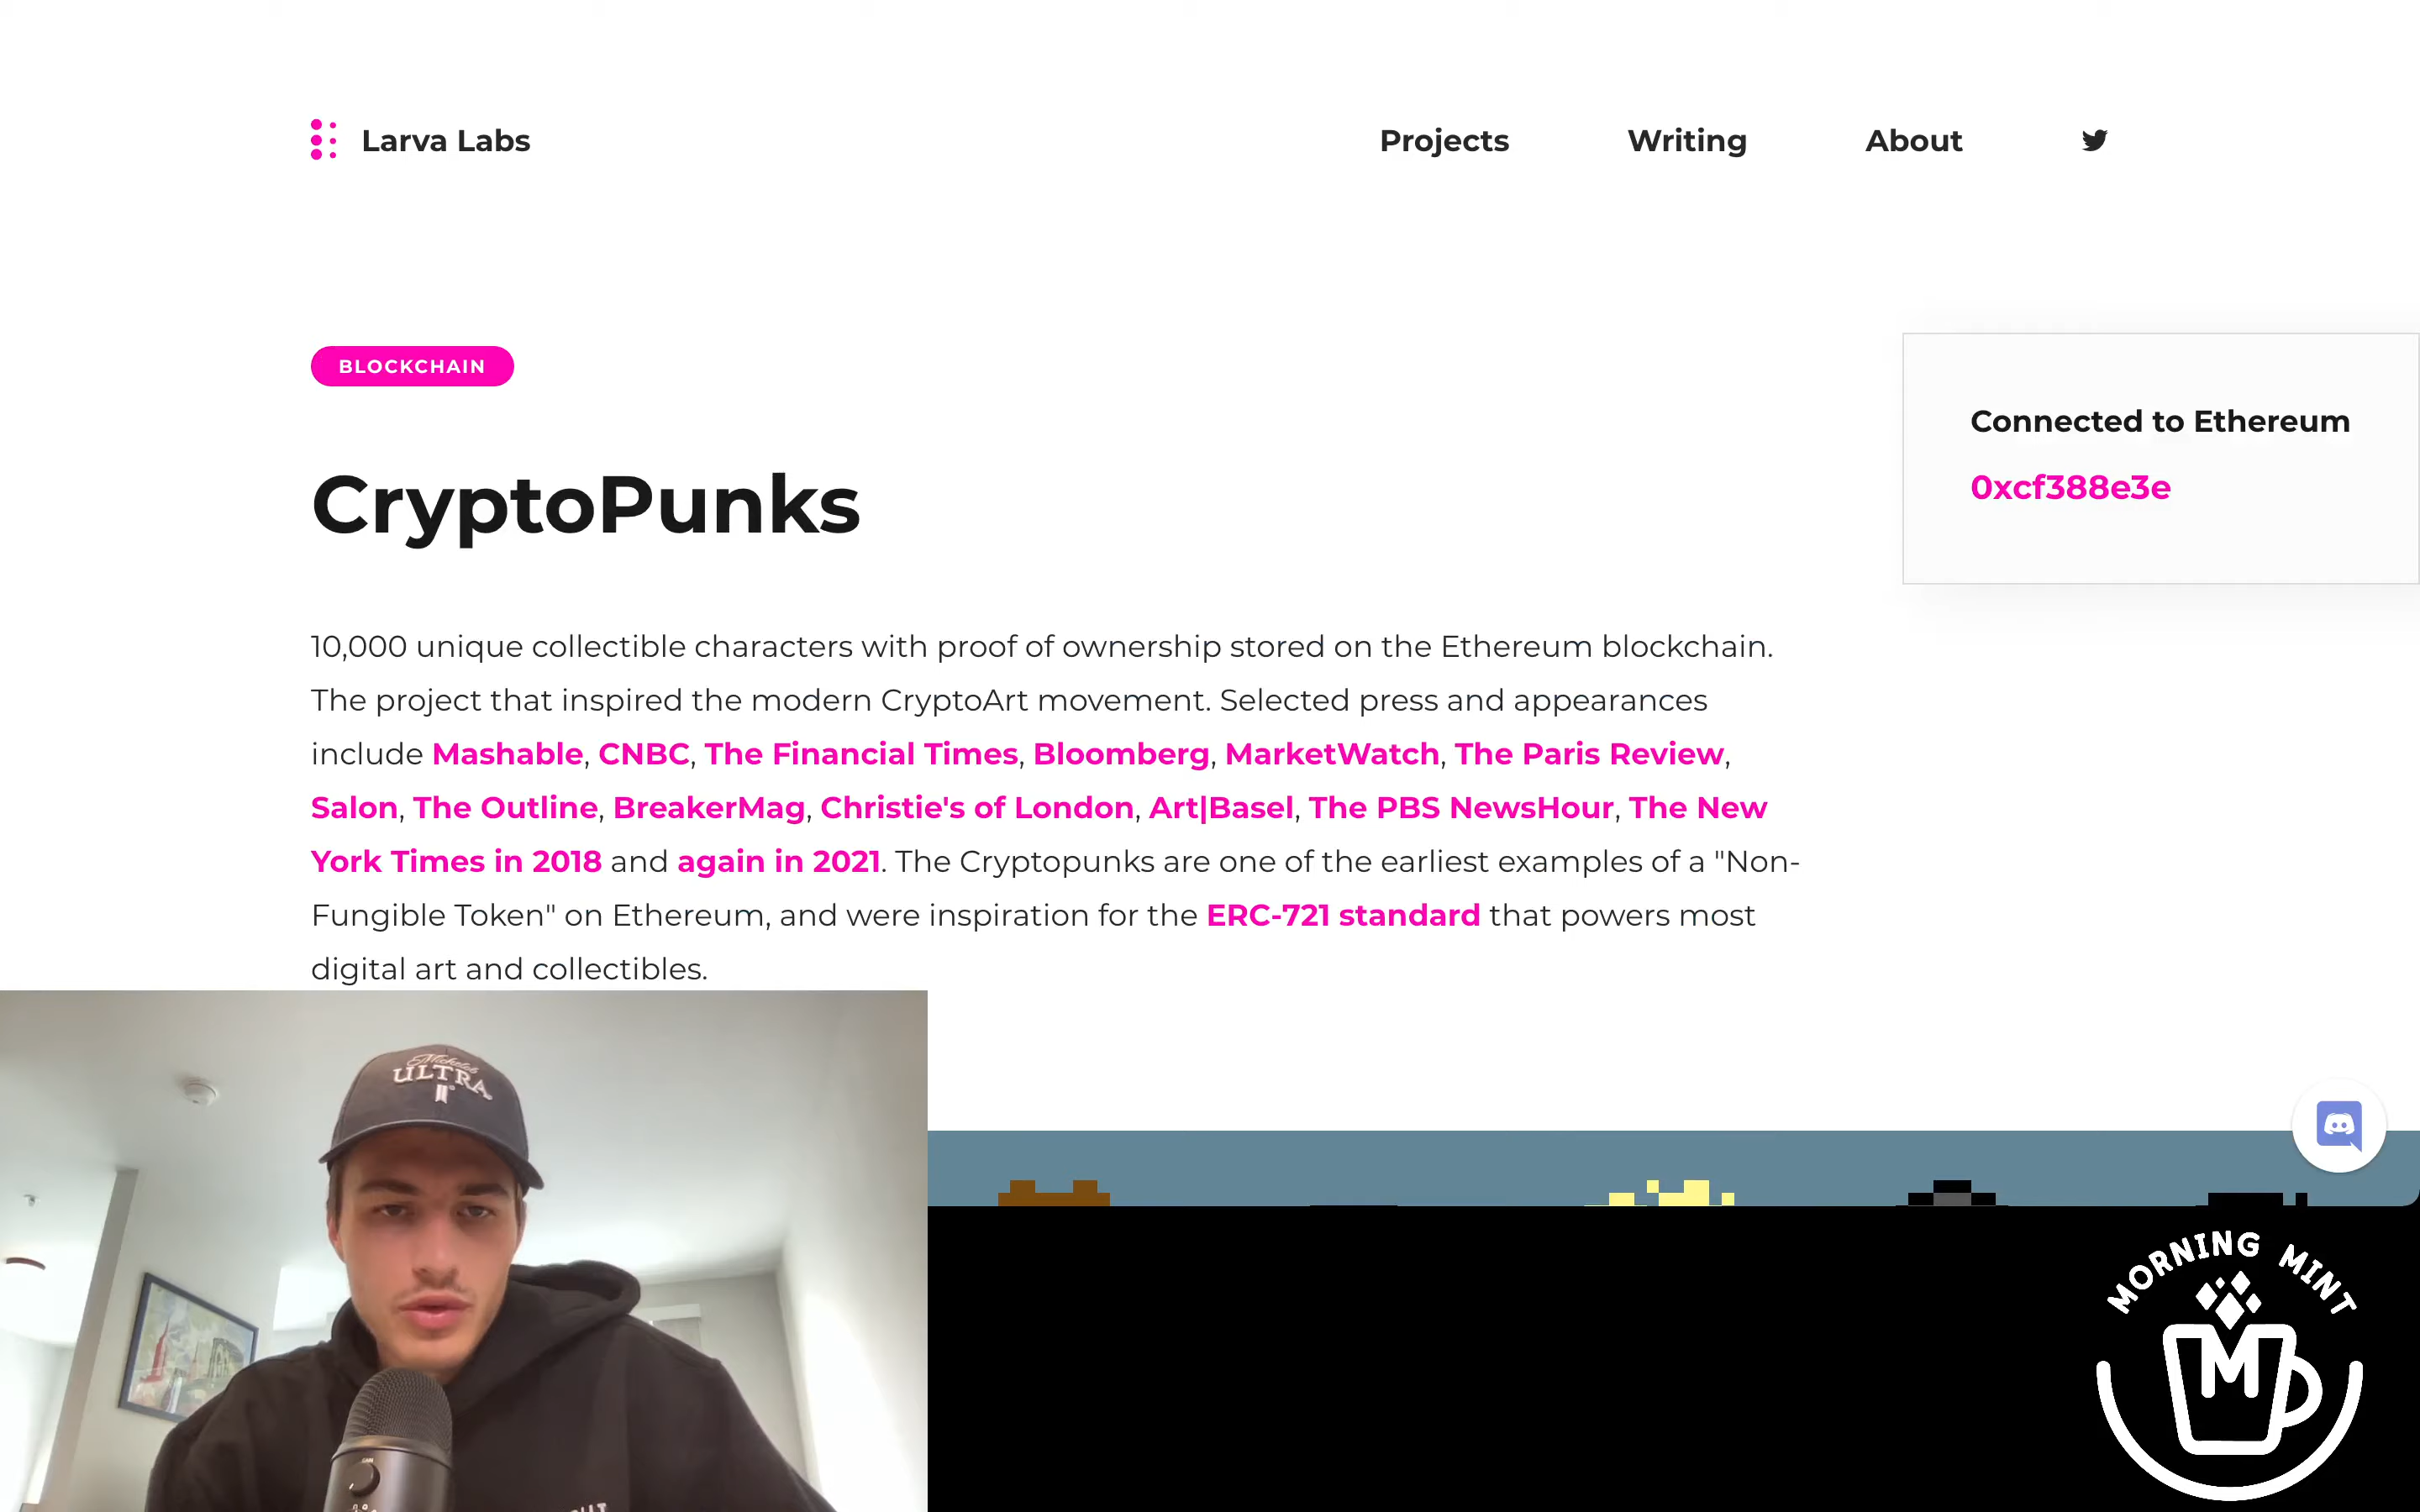 Larva Labs
Projects
Writing
About
BLOCKCHAIN
Connected to Ethereum
0xcf388e3e
CryptoPunks
10,000 unique collectible characters with proof of ownership stored on the Ethereum blockchain.
The project that inspired the modern CryptoArt movement. Selected press and appearances
include Mashable, CNBC, The Financial Times, Bloomberg, MarketWatch, The Paris Review,
Salon, The Outline, BreakerMag, Christie's of London, Art|Basel, The PBS NewsHour, The New
York Times in 2018 and again in 2021. The Cryptopunks are one of the earliest examples of a "Non-
Fungible Token" on Ethereum, and were inspiration for the ERC-721 standard that powers most
digital art and collectibles.
Michelob
ULTRA
MORNING MINT
M